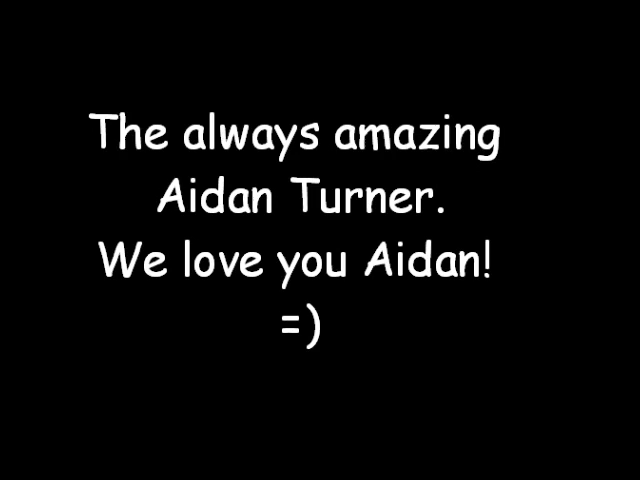 The always amazing
Aidan Turner.
We love you Aidan!
=)